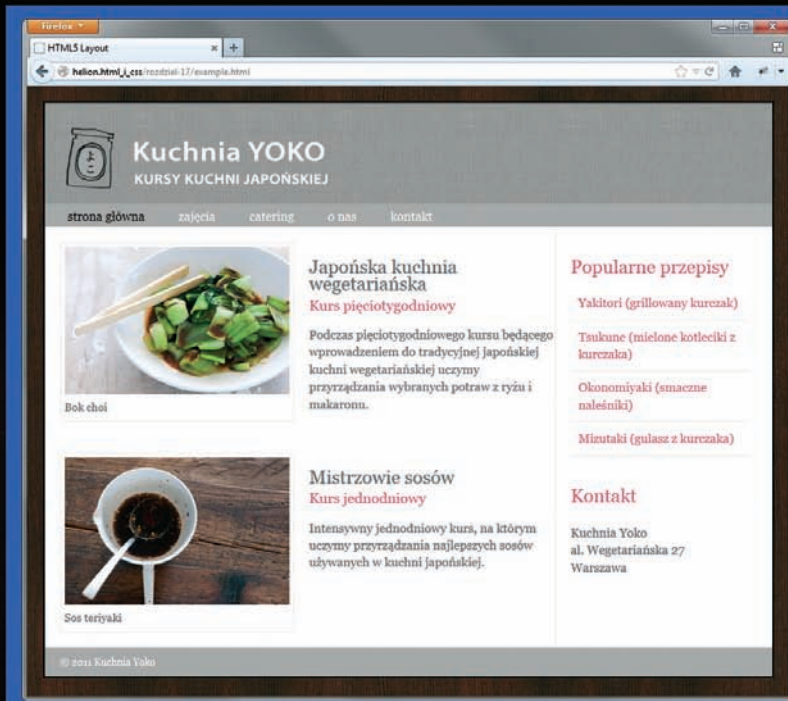 Firefox
HTML5 Layout
helion.html_i_css/rozdzial-17/example.html
よこ
Kuchnia YOKO
KURSY KUCHNI JAPOŃSKIEJ
strona główna zajęcia catering o nas kontakt
Japońska kuchnia
wegetariańska
Kurs pięciotygodniowy
Podczas pięciotygodniowego kursu będącego
wprowadzeniem do tradycyjnej japońskiej
kuchni wegetariańskiej uczymy
przyrządzania wybranych potraw z ryżu i
makaronu.
Bok choi
Mistrzowie sosów
Kurs jednodniowy
Intensywny jednodniowy kurs, na którym
uczymy przyrządzania najlepszych sosów
używanych w kuchni japońskiej.
Sos teriyaki
Popularne przepisy
Yakitori (grillowany kurczak)
Tsukune (mielone kotleciki z
kurczaka)
Okonomiyaki (smaczne
naleśniki)
Mizutaki (gulasz z kurczaka)
Kontakt
Kuchnia Yoko
al. Wegetariańska 27
Warszawa
© 2011 Kuchnia Yoko